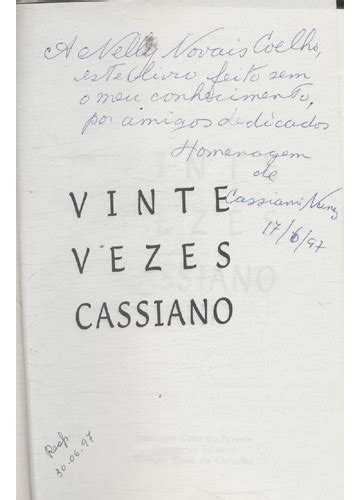 A Nelly Novais Coelho,
este livro feito sem
o meu conhecimento,
por amigos dedicados
Homenagem
de
Cassiano Nunes
17/6/97
VINTE
VEZES
CASSIANO
Resp.
30.06.97